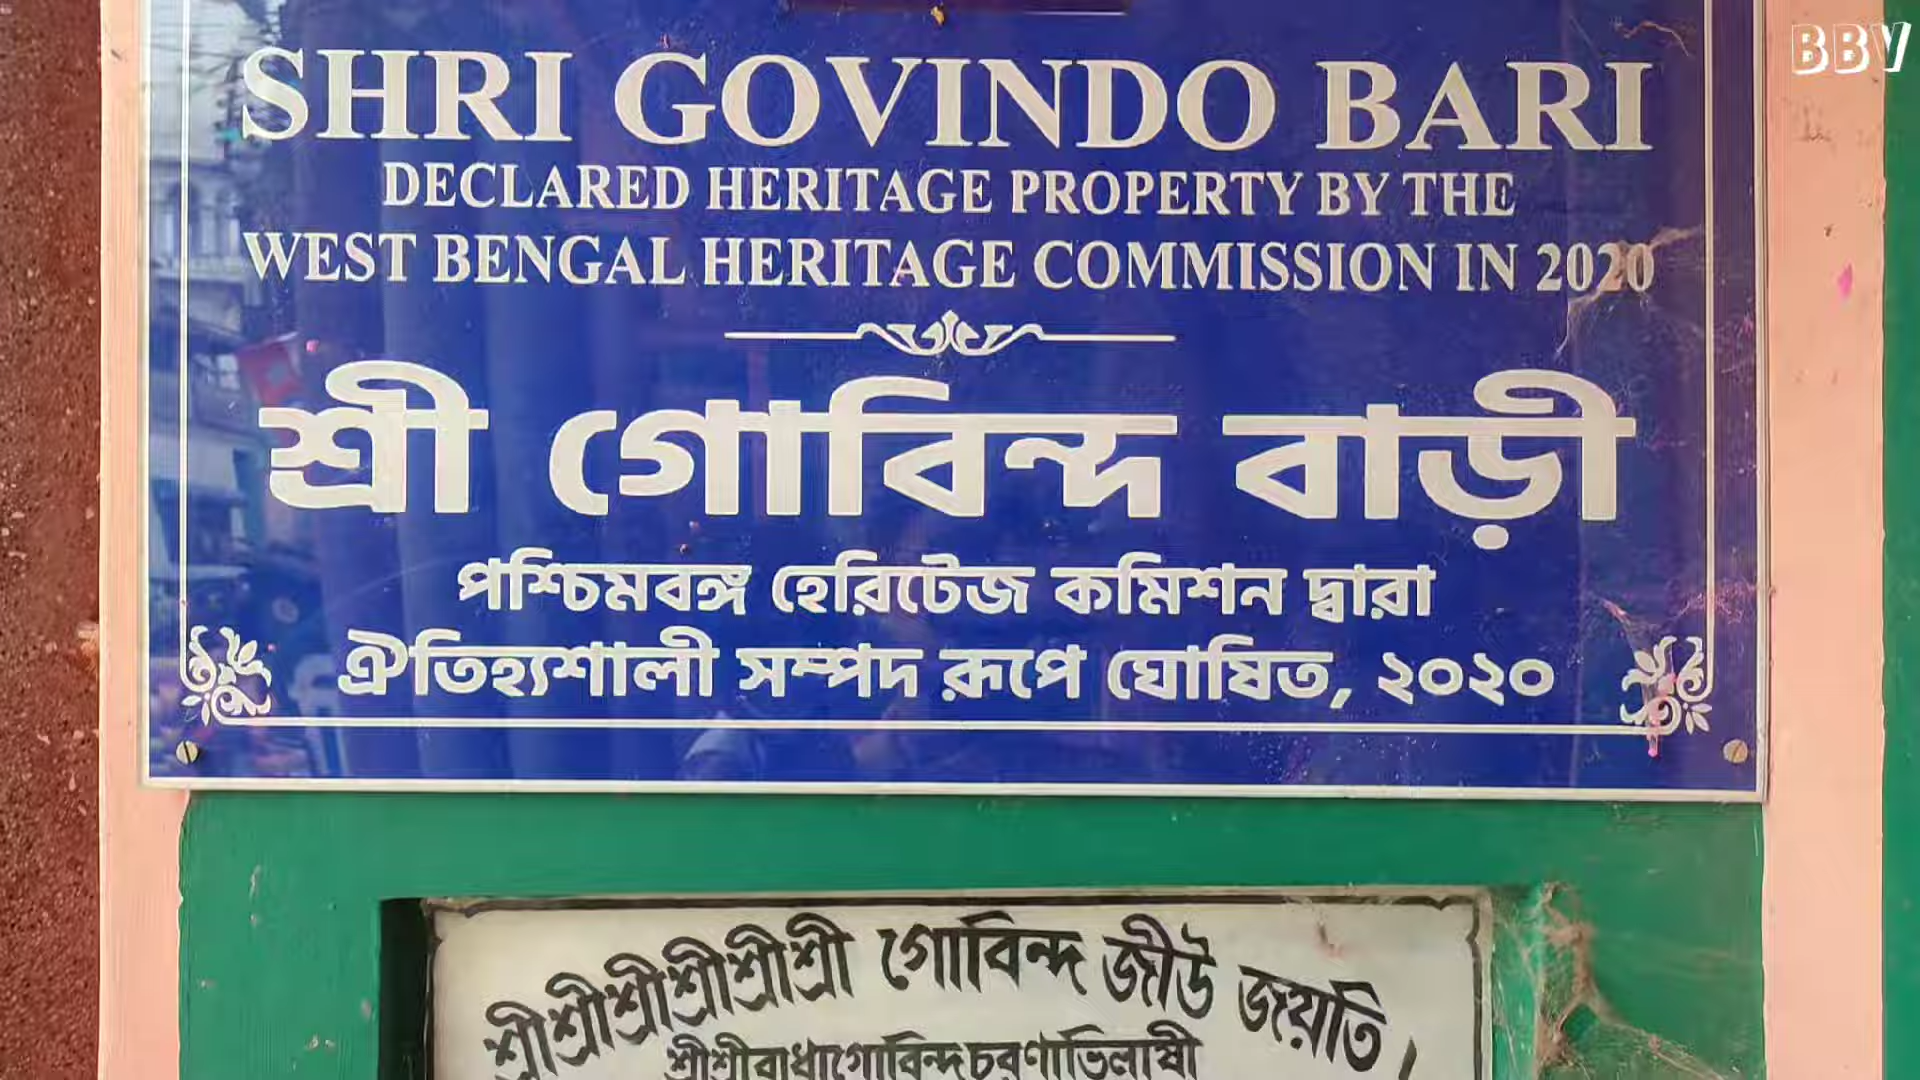 BBV
SHRI GOVINDO BARI
DECLARED HERITAGE PROPERTY BY THE
WEST BENGAL HERITAGE COMMISSION IN 2020
শ্রী গোবিন্দ বাড়ী
পশ্চিমবঙ্গ হেরিটেজ কমিশন দ্বারা
ঐতিহ্যশালী সম্পদ রূপে ঘোষিত, ২০২০
শ্রীশ্রীশ্রীশ্রীশ্রীশ্রী গোবিন্দ জীউ জয়তি।
শ্রীশ্রীরাধাগোবিন্দচরণাভিলাষী